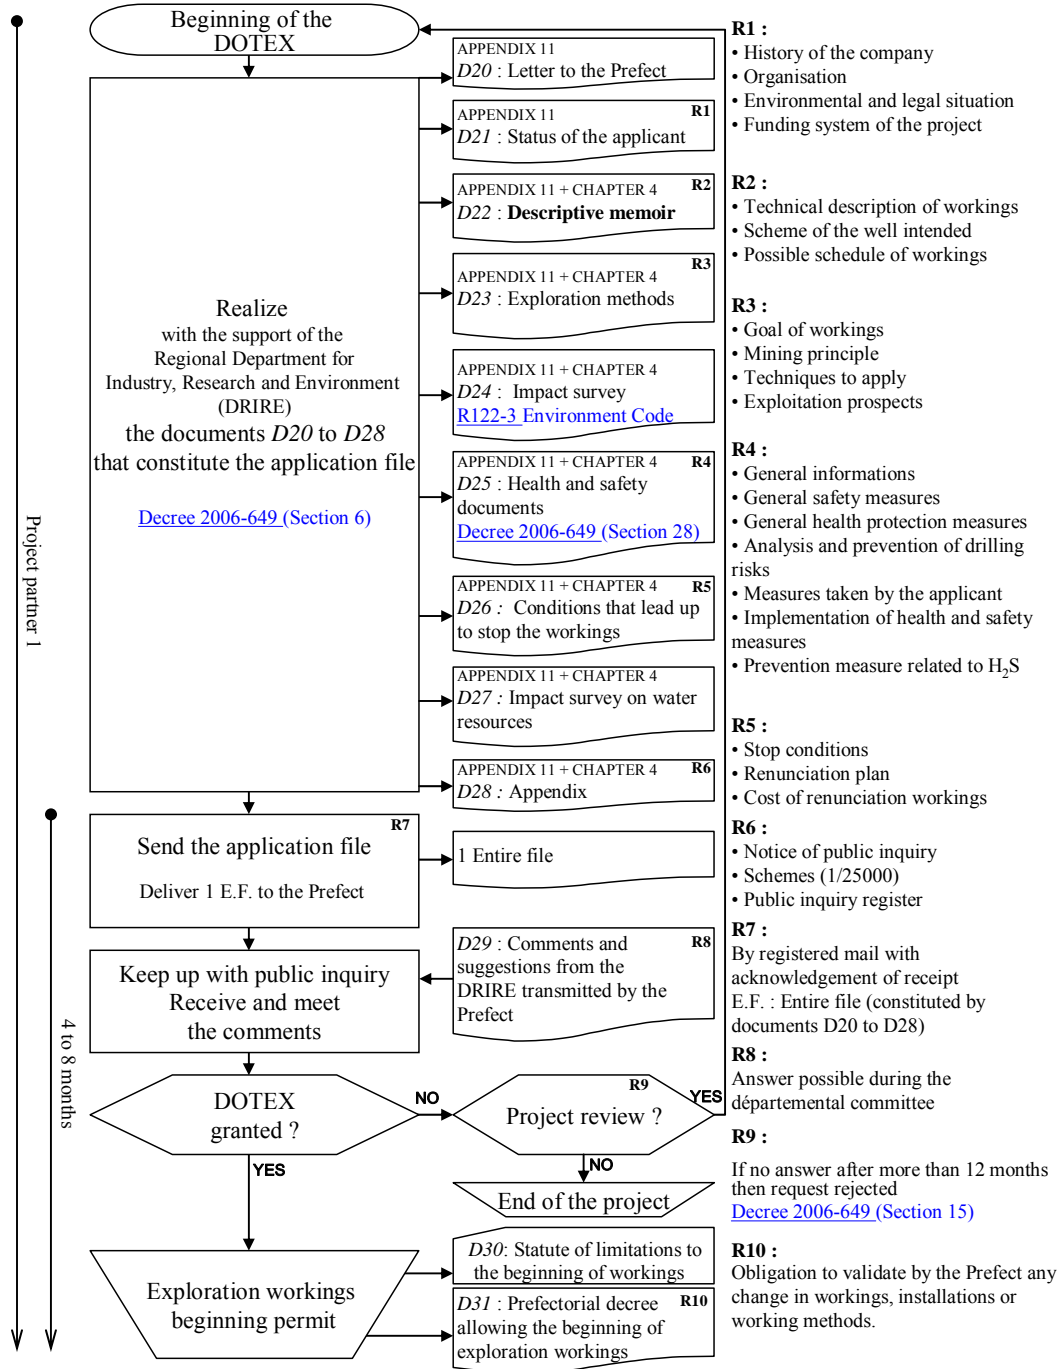 Beginning of the
DOTEX
APPENDIX 11
D20 : Letter to the Prefect
APPENDIX 11 R1
D21 : Status of the applicant
APPENDIX 11 + CHAPTER 4 R2
D22 : Descriptive memoir
APPENDIX 11 + CHAPTER 4 R3
D23 : Exploration methods
APPENDIX 11 + CHAPTER 4
D24 : Impact survey
R122-3 Environment Code
APPENDIX 11 + CHAPTER 4 R4
D25 : Health and safety
documents
Decree 2006-649 (Section 28)
APPENDIX 11 + CHAPTER 4
D26 : Conditions that lead up R5
to stop the workings
APPENDIX 11 + CHAPTER 4
D27 : Impact survey on water
resources
APPENDIX 11 + CHAPTER 4 R6
D28 : Appendix
Realize
with the support of the
Regional Department for
Industry, Research and Environment
(DRIRE)
the documents D20 to D28
that constitute the application file
Decree 2006-649 (Section 6)
Project partner 1
4 to 8 months
R7
Send the application file
Deliver 1 E.F. to the Prefect
1 Entire file
Keep up with public inquiry
Receive and meet
the comments
D29 : Comments and R8
suggestions from the
DRIRE transmitted by the
Prefect
DOTEX
granted ?
NO
YES
R9
Project review ?
YES
NO
End of the project
Exploration workings
beginning permit
D30: Statute of limitations to
the beginning of workings
D31 : Prefectorial decree R10
allowing the beginning of
exploration workings
R1 :
• History of the company
• Organisation
• Environmental and legal situation
• Funding system of the project
R2 :
• Technical description of workings
• Scheme of the well intended
• Possible schedule of workings
R3 :
• Goal of workings
• Mining principle
• Techniques to apply
• Exploitation prospects
R4 :
• General informations
• General safety measures
• General health protection measures
• Analysis and prevention of drilling
risks
• Measures taken by the applicant
• Implementation of health and safety
measures
• Prevention measure related to H₂S
R5 :
• Stop conditions
• Renunciation plan
• Cost of renunciation workings
R6 :
• Notice of public inquiry
• Schemes (1/25000)
• Public inquiry register
R7 :
By registered mail with
acknowledgement of receipt
E.F. : Entire file (constituted by
documents D20 to D28)
R8 :
Answer possible during the
départemental committee
R9 :
If no answer after more than 12 months
then request rejected
Decree 2006-649 (Section 15)
R10 :
Obligation to validate by the Prefect any
change in workings, installations or
working methods.